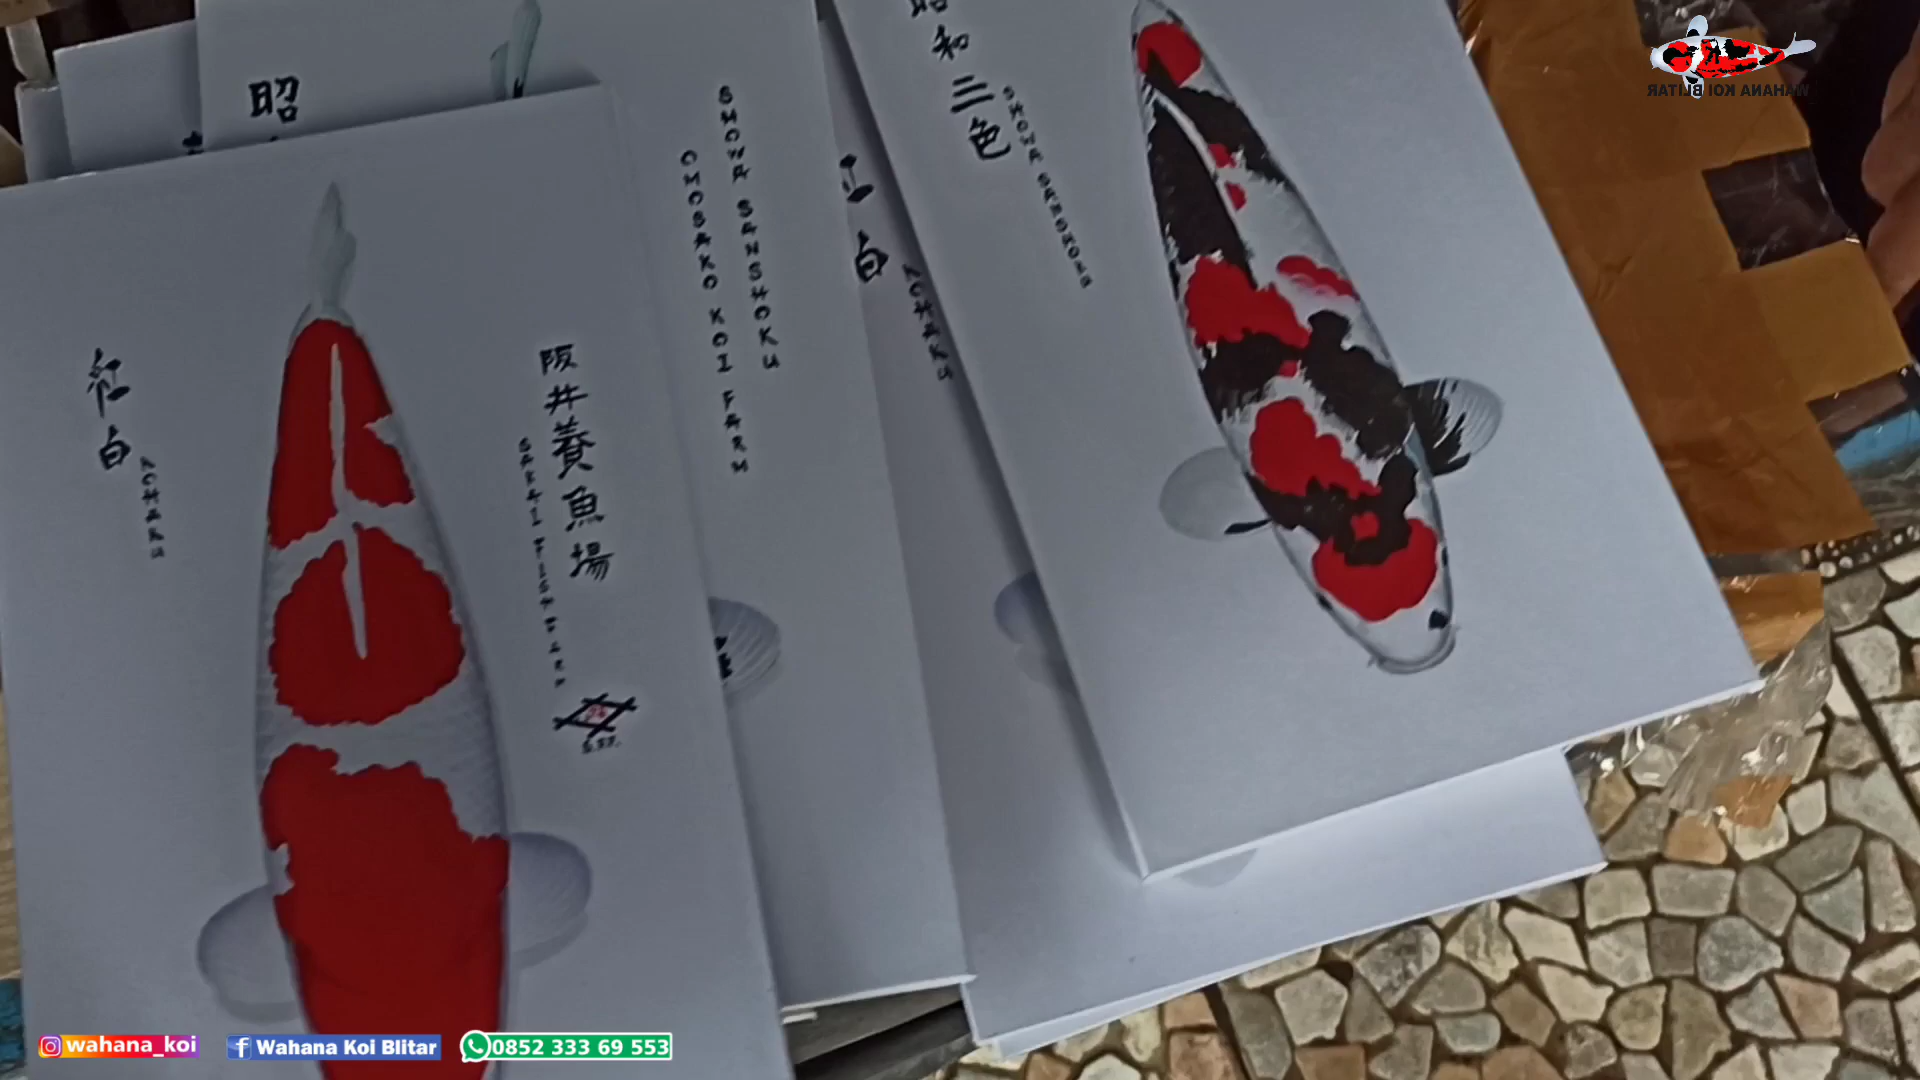 昭
紅白
KOHAKU
阪井養魚場
SAKAI FISH FARM
S.F.F.
SHOWA SANSHOKU
OMOSAKO KOI FARM
紅白
KOHAKU
昭和三色
SHOWA SANSHOKU
WAHANA KOI BLITAR
wahana_koi
Wahana Koi Blitar
0852 333 69 553